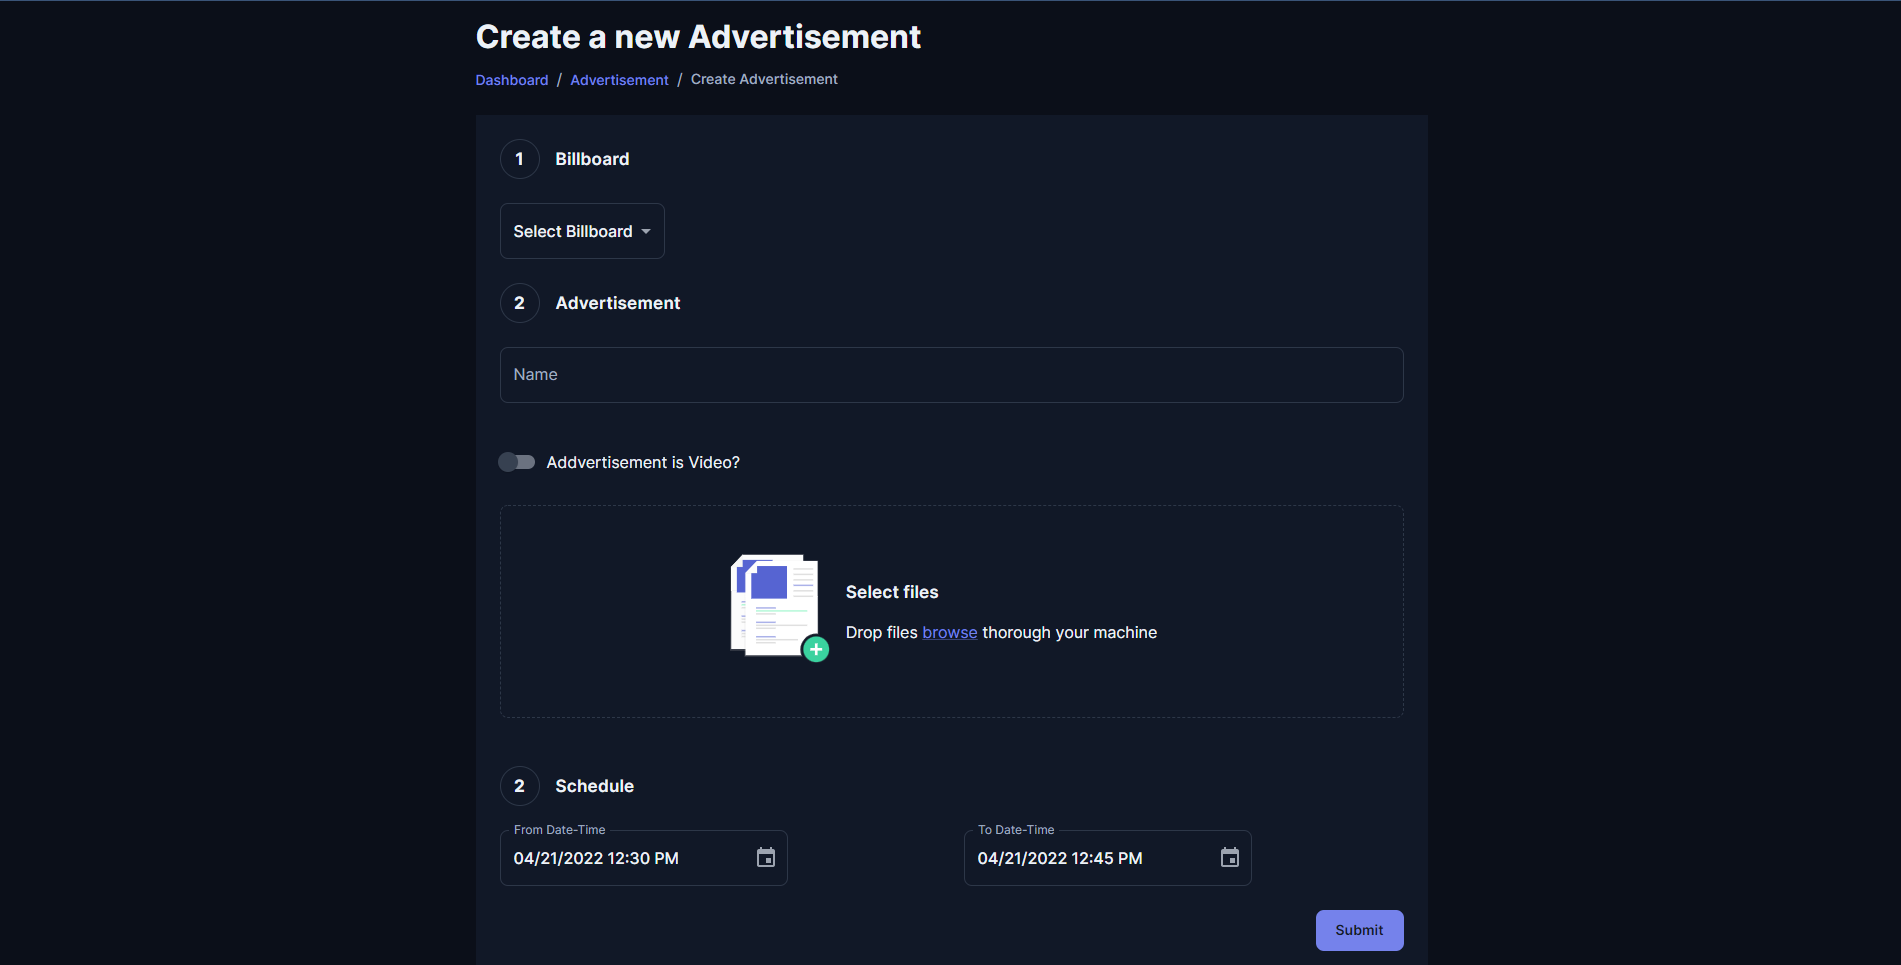 Create a new Advertisement
Dashboard / Advertisement / Create Advertisement
1 Billboard
Select Billboard
2 Advertisement
Name
Addvertisement is Video?
Select files
Drop files browse thorough your machine
2 Schedule
From Date-Time To Date-Time
04/21/2022 12:30 PM 04/21/2022 12:45 PM
Submit